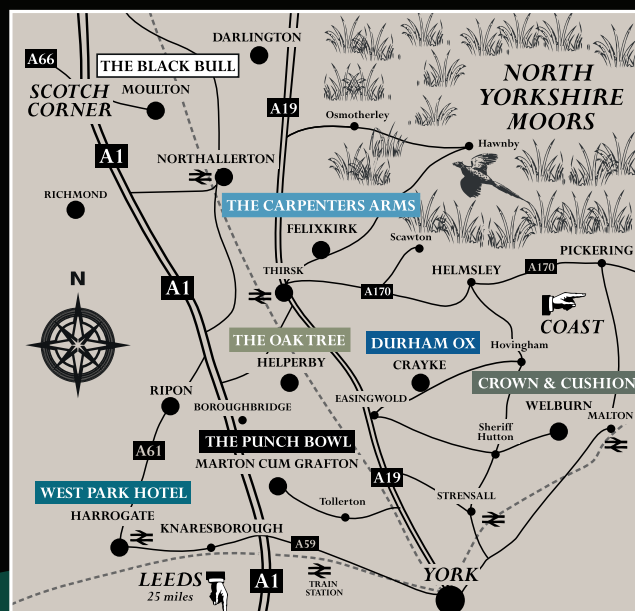 DARLINGTON
A66
THE BLACK BULL
MOULTON
SCOTCH
CORNER
A19
NORTH
YORKSHIRE
MOORS
Osmotherley
Hawnby
A1
NORTHALLERTON
RICHMOND
THE CARPENTERS ARMS
FELIXKIRK
Scawton
PICKERING
THIRSK
HELMSLEY
A170
A170
N
A1
COAST
THE OAK TREE
HELPERBY
DURHAM OX
CRAYKE
Hovingham
CROWN & CUSHION
WELBURN
RIPON
BOROUGHBRIDGE
EASINGWOLD
MALTON
Sheriff
Hutton
A61
THE PUNCH BOWL
MARTON CUM GRAFTON
A19
WEST PARK HOTEL
HARROGATE
Tollerton
STRENSALL
KNARESBOROUGH
A59
LEEDS
25 miles
A1
TRAIN
STATION
YORK